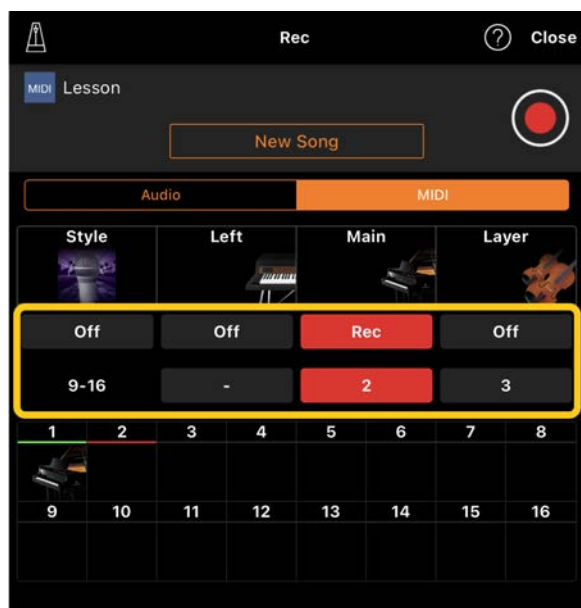 Rec
? Close
MIDI Lesson
New Song
Audio MIDI
Style Left Main Layer
Off Off Rec Off
9-16 - 2 3
1 2 3 4 5 6 7 8
9 10 11 12 13 14 15 16